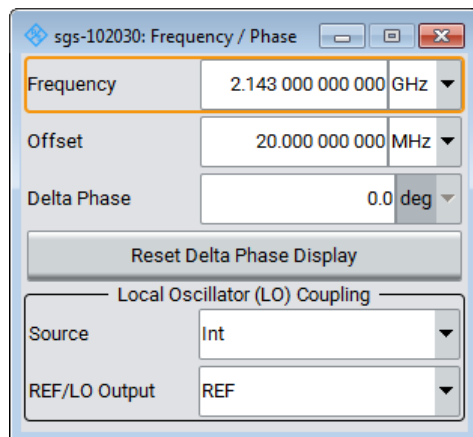 sgs-102030: Frequency / Phase
Frequency 2.143 000 000 000 GHz
Offset 20.000 000 000 MHz
Delta Phase 0.0 deg
Reset Delta Phase Display
Local Oscillator (LO) Coupling
Source Int
REF/LO Output REF